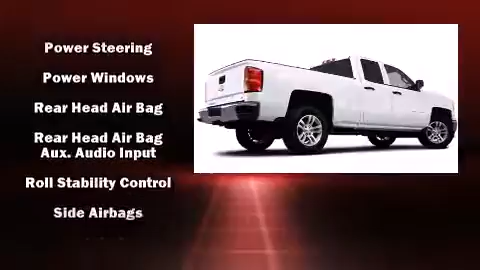 Power Steering
Power Windows
Rear Head Air Bag
Rear Head Air Bag
Aux. Audio Input
Roll Stability Control
Side Airbags